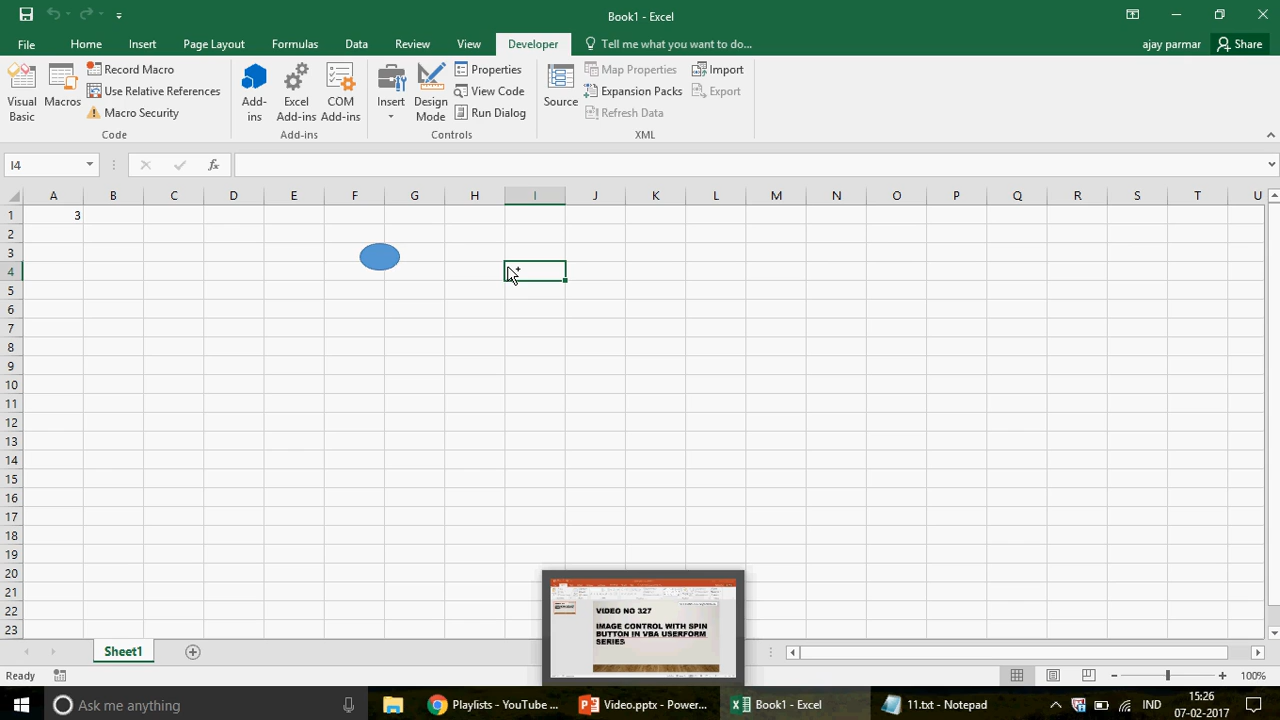 Book1 - Excel
File Home Insert Page Layout Formulas Data Review View Developer Tell me what you want to do... ajay parmar Share
Visual Basic
Macros
Record Macro
Use Relative References
Macro Security
Code
Add-ins
Excel Add-ins
COM Add-ins
Add-ins
Insert
Design Mode
Properties
View Code
Run Dialog
Controls
Source
Map Properties
Expansion Packs
Refresh Data
Import
Export
XML
I4
fx
A B C D E F G H I J K L M N O P Q R S T U
1 3
2
3
4
5
6
7
8
9
10
11
12
13
14
15
16
17
18
19
20
21
22
23
VIDEO NO 327
IMAGE CONTROL WITH SPIN
BUTTON IN VBA USERFORM
SERIES
Sheet1
Ready
100%
Ask me anything
Playlists - YouTube ...
Video.pptx - Power...
Book1 - Excel
11.txt - Notepad
IND
15:26
07-02-2017